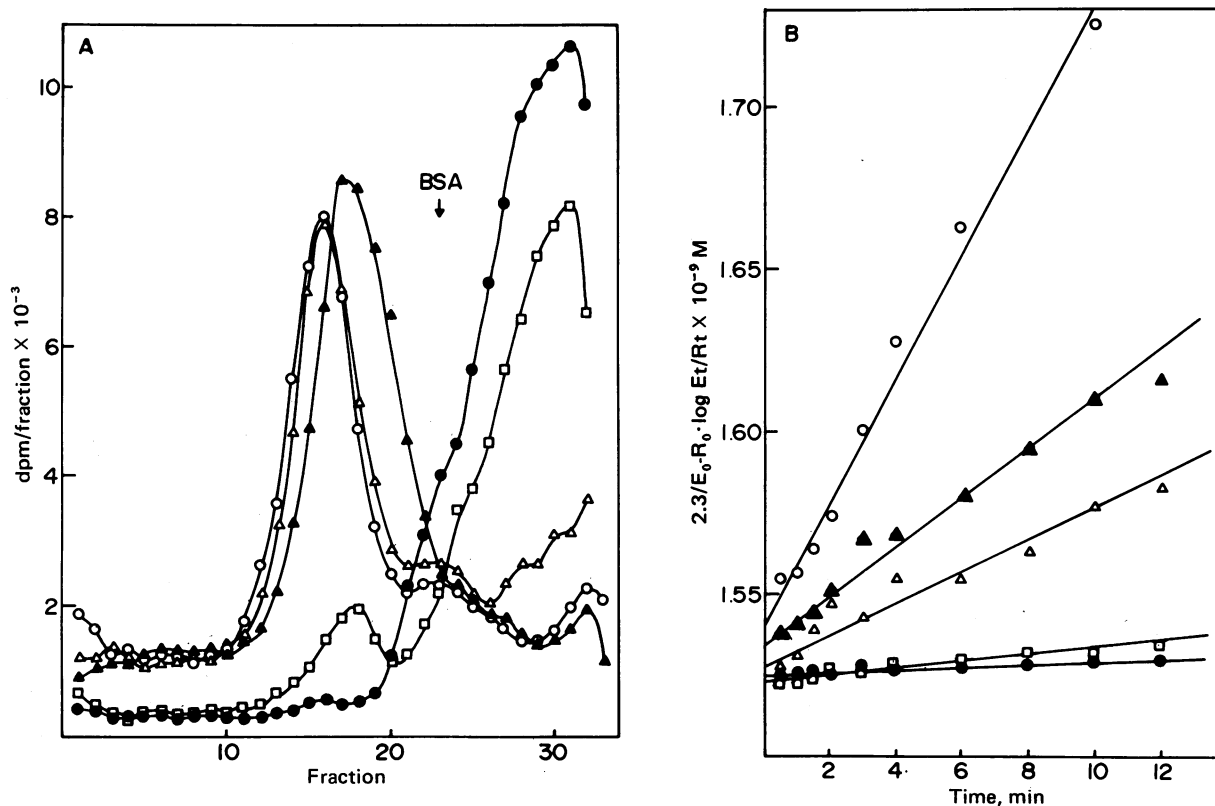 A
10
8
6
4
2
BSA
dpm/fraction × 10⁻³
10
20
30
Fraction
B
1.70
1.65
1.60
1.55
2.3/E₀-R₀·log Et/Rt × 10⁻⁹ M
2
4
6
8
10
12
Time, min